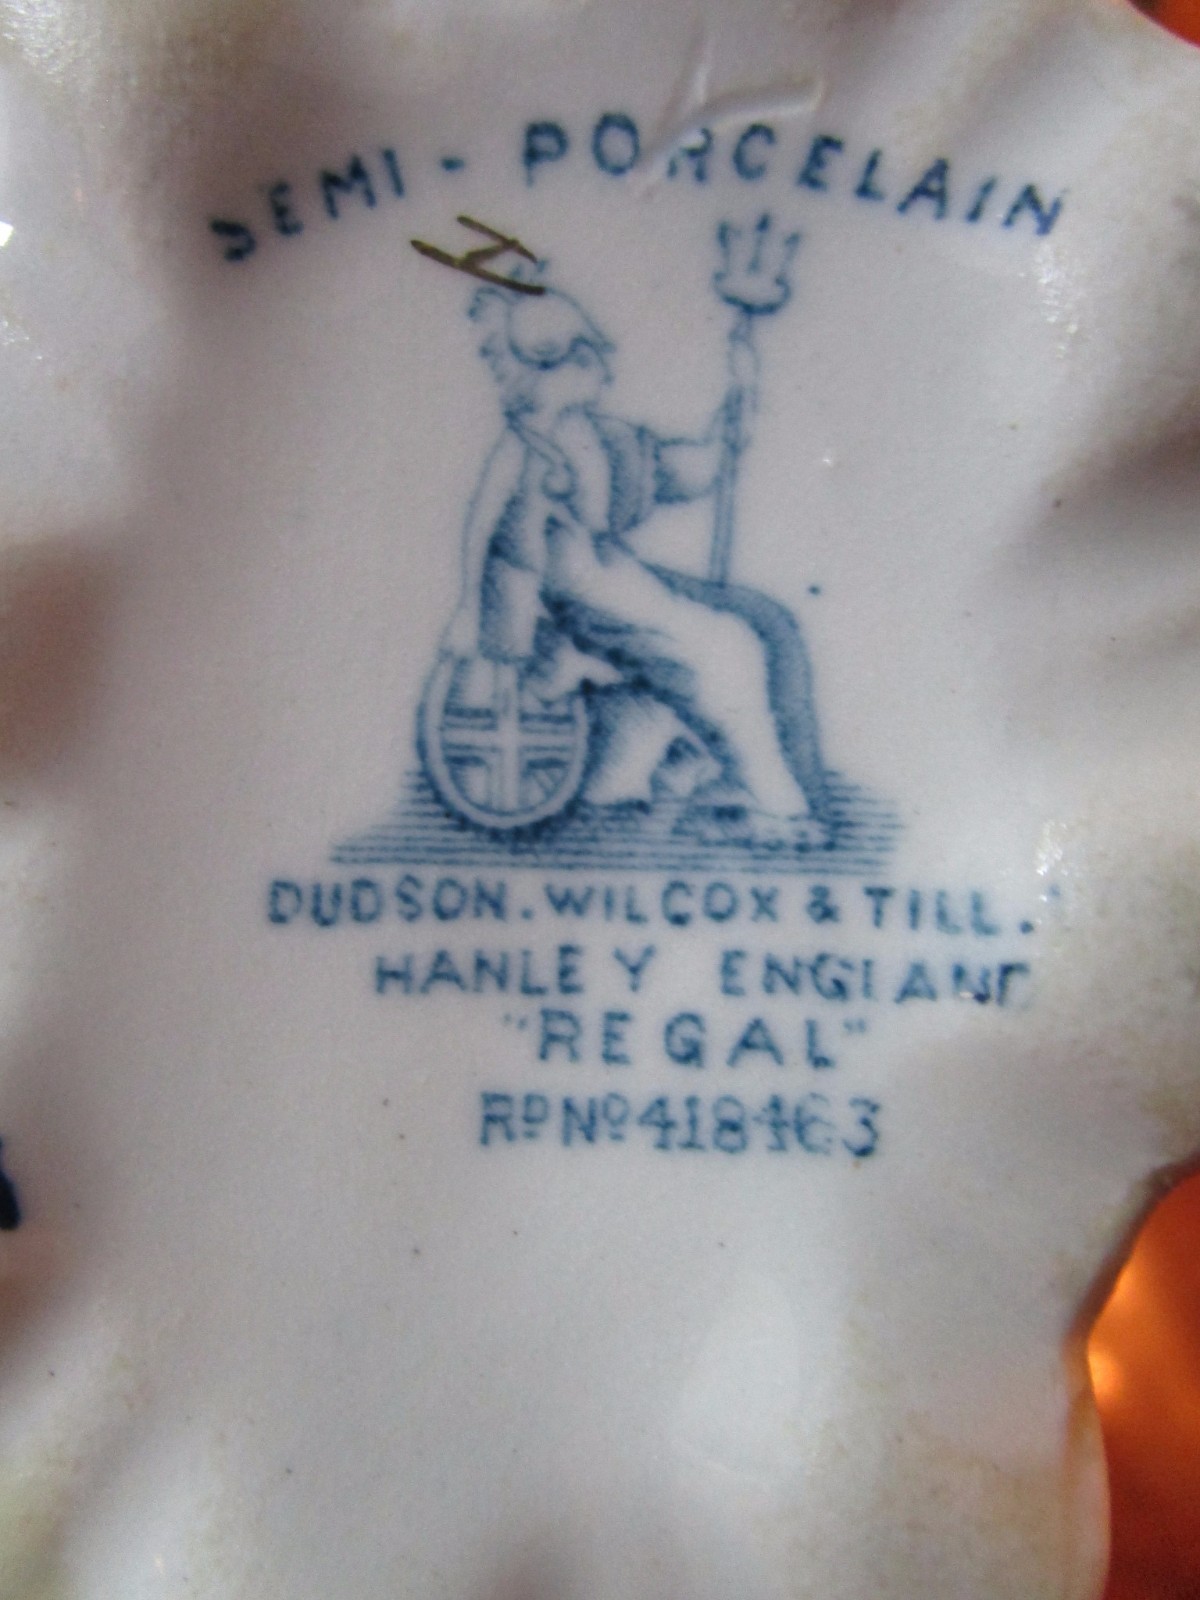 SEMI - PORCELAIN
H
DUDSON. WILCOX & TILL.
HANLEY ENGLAND
"REGAL"
RD NO 418463